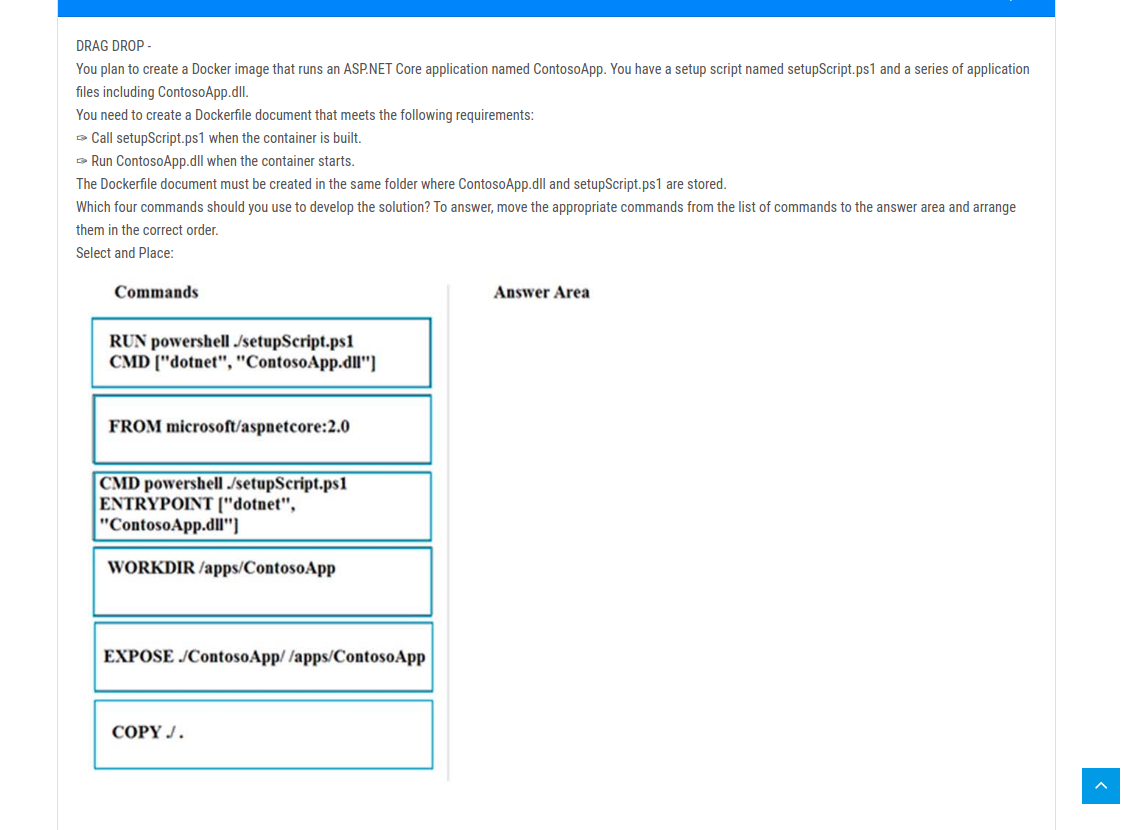 DRAG DROP -
You plan to create a Docker image that runs an ASP.NET Core application named ContosoApp. You have a setup script named setupScript.ps1 and a series of application
files including ContosoApp.dll.
You need to create a Dockerfile document that meets the following requirements:
✑ Call setupScript.ps1 when the container is built.
✑ Run ContosoApp.dll when the container starts.
The Dockerfile document must be created in the same folder where ContosoApp.dll and setupScript.ps1 are stored.
Which four commands should you use to develop the solution? To answer, move the appropriate commands from the list of commands to the answer area and arrange
them in the correct order.
Select and Place:
Commands
Answer Area
RUN powershell ./setupScript.ps1
CMD ["dotnet", "ContosoApp.dll"]
FROM microsoft/aspnetcore:2.0
CMD powershell ./setupScript.ps1
ENTRYPOINT ["dotnet",
"ContosoApp.dll"]
WORKDIR /apps/ContosoApp
EXPOSE ./ContosoApp/ /apps/ContosoApp
COPY ./ .